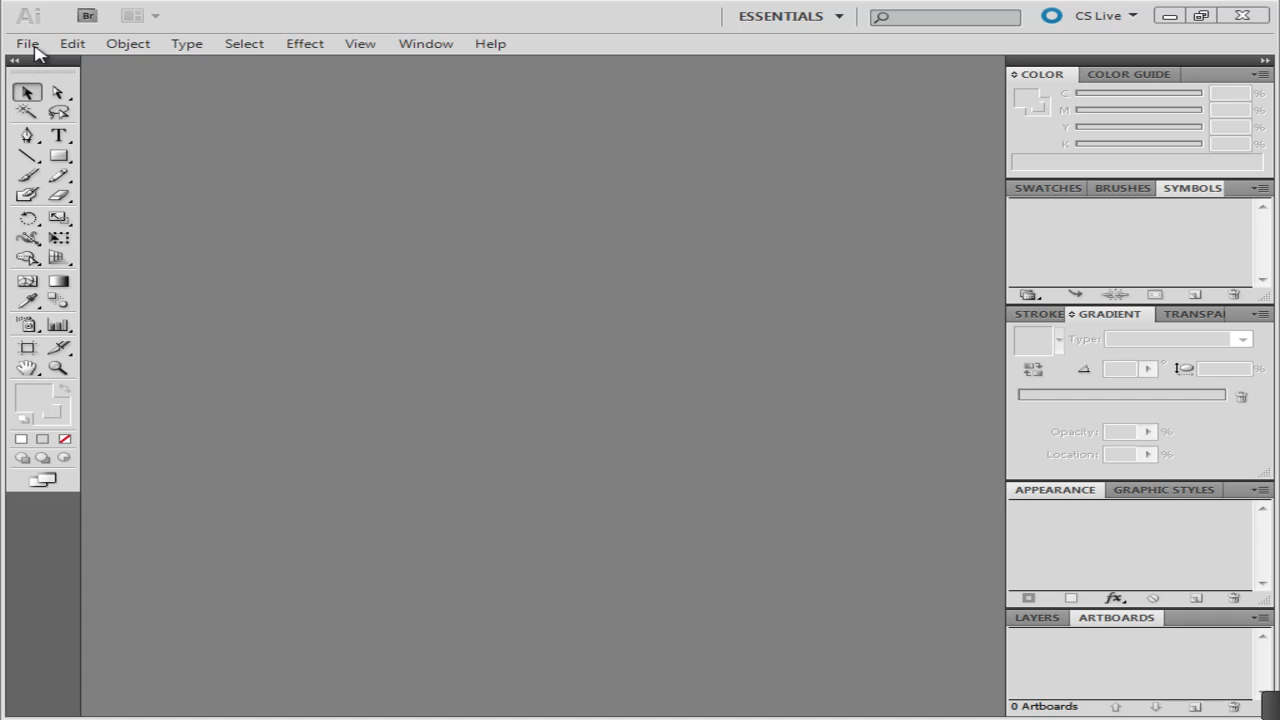 Ai Br ESSENTIALS CS Live
File Edit Object Type Select Effect View Window Help
COLOR COLOR GUIDE
C %
M %
Y %
K %
SWATCHES BRUSHES SYMBOLS
STROKE GRADIENT TRANSPA
Type:
° %
Opacity: %
Location: %
APPEARANCE GRAPHIC STYLES
fx
LAYERS ARTBOARDS
0 Artboards